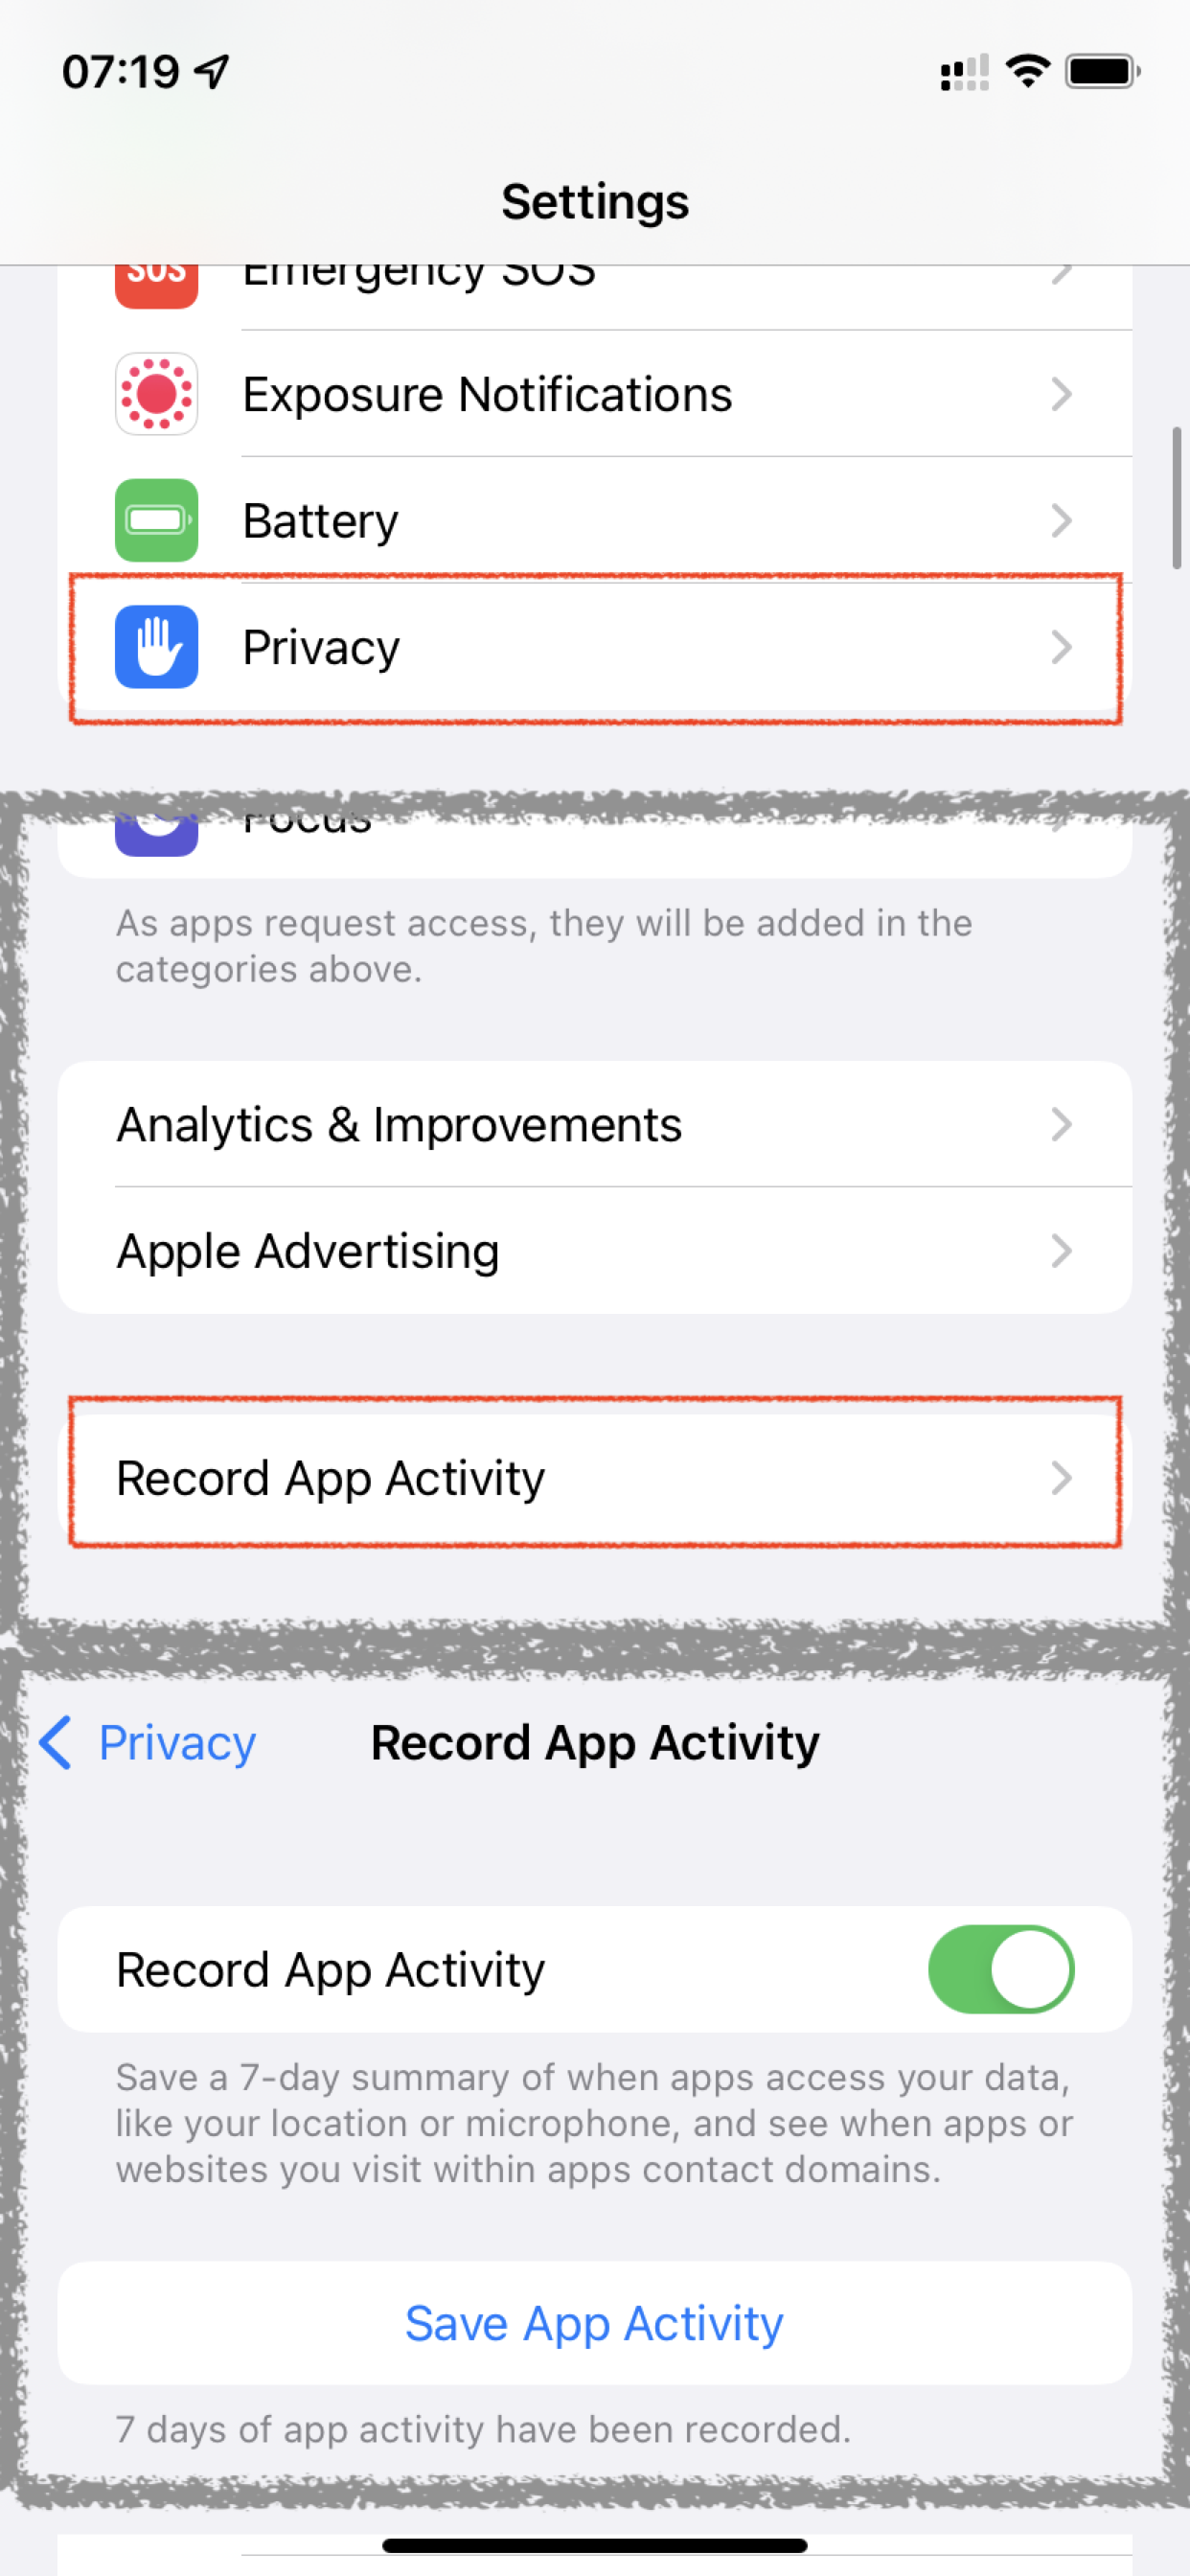 07:19
Settings
SOS
Emergency SOS
Exposure Notifications
Battery
Privacy
Focus
As apps request access, they will be added in the
categories above.
Analytics & Improvements
Apple Advertising
Record App Activity
Privacy
Record App Activity
Record App Activity
Save a 7-day summary of when apps access your data,
like your location or microphone, and see when apps or
websites you visit within apps contact domains.
Save App Activity
7 days of app activity have been recorded.